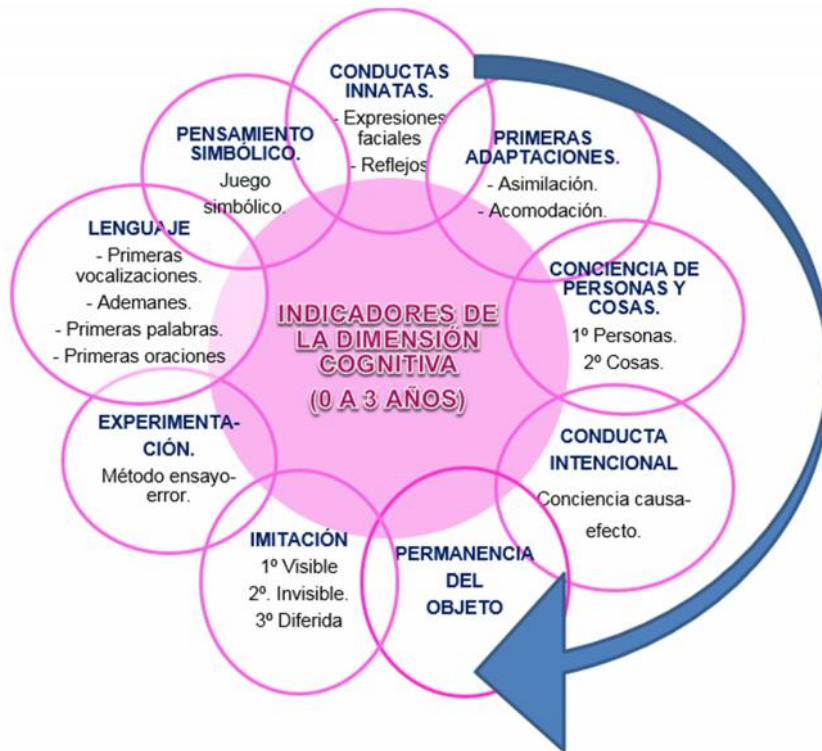 CONDUCTAS
INNATAS.
- Expresiones
faciales
- Reflejos
PRIMERAS
ADAPTACIONES.
- Asimilación.
- Acomodación.
CONCIENCIA DE
PERSONAS Y
COSAS.
1º Personas.
2º Cosas.
CONDUCTA
INTENCIONAL
Conciencia causa-
efecto.
PERMANENCIA
DEL
OBJETO
IMITACIÓN
1º Visible
2º. Invisible.
3º Diferida
EXPERIMENTA-
CIÓN.
Método ensayo-
error.
LENGUAJE
- Primeras
vocalizaciones.
- Ademanes.
- Primeras palabras.
- Primeras oraciones
PENSAMIENTO
SIMBÓLICO.
Juego
simbólico.
INDICADORES DE
LA DIMENSIÓN
COGNITIVA
(0 A 3 AÑOS)